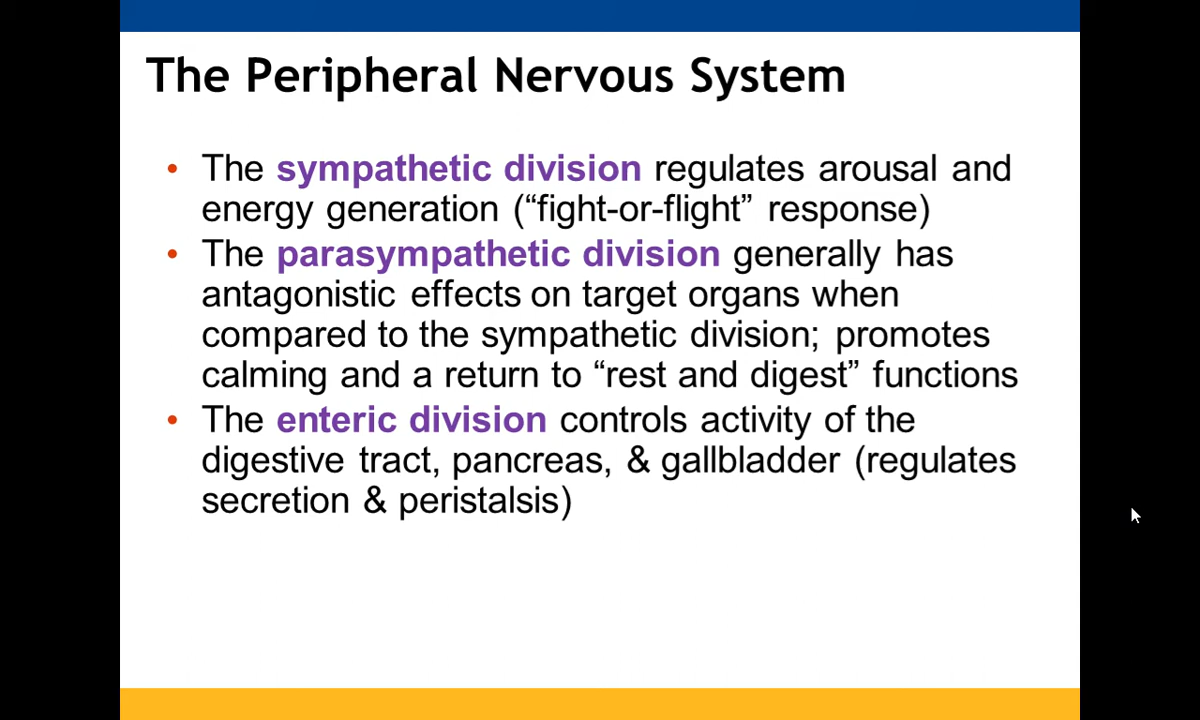 The Peripheral Nervous System
• The sympathetic division regulates arousal and
energy generation (“fight-or-flight” response)
• The parasympathetic division generally has
antagonistic effects on target organs when
compared to the sympathetic division; promotes
calming and a return to “rest and digest” functions
• The enteric division controls activity of the
digestive tract, pancreas, & gallbladder (regulates
secretion & peristalsis)